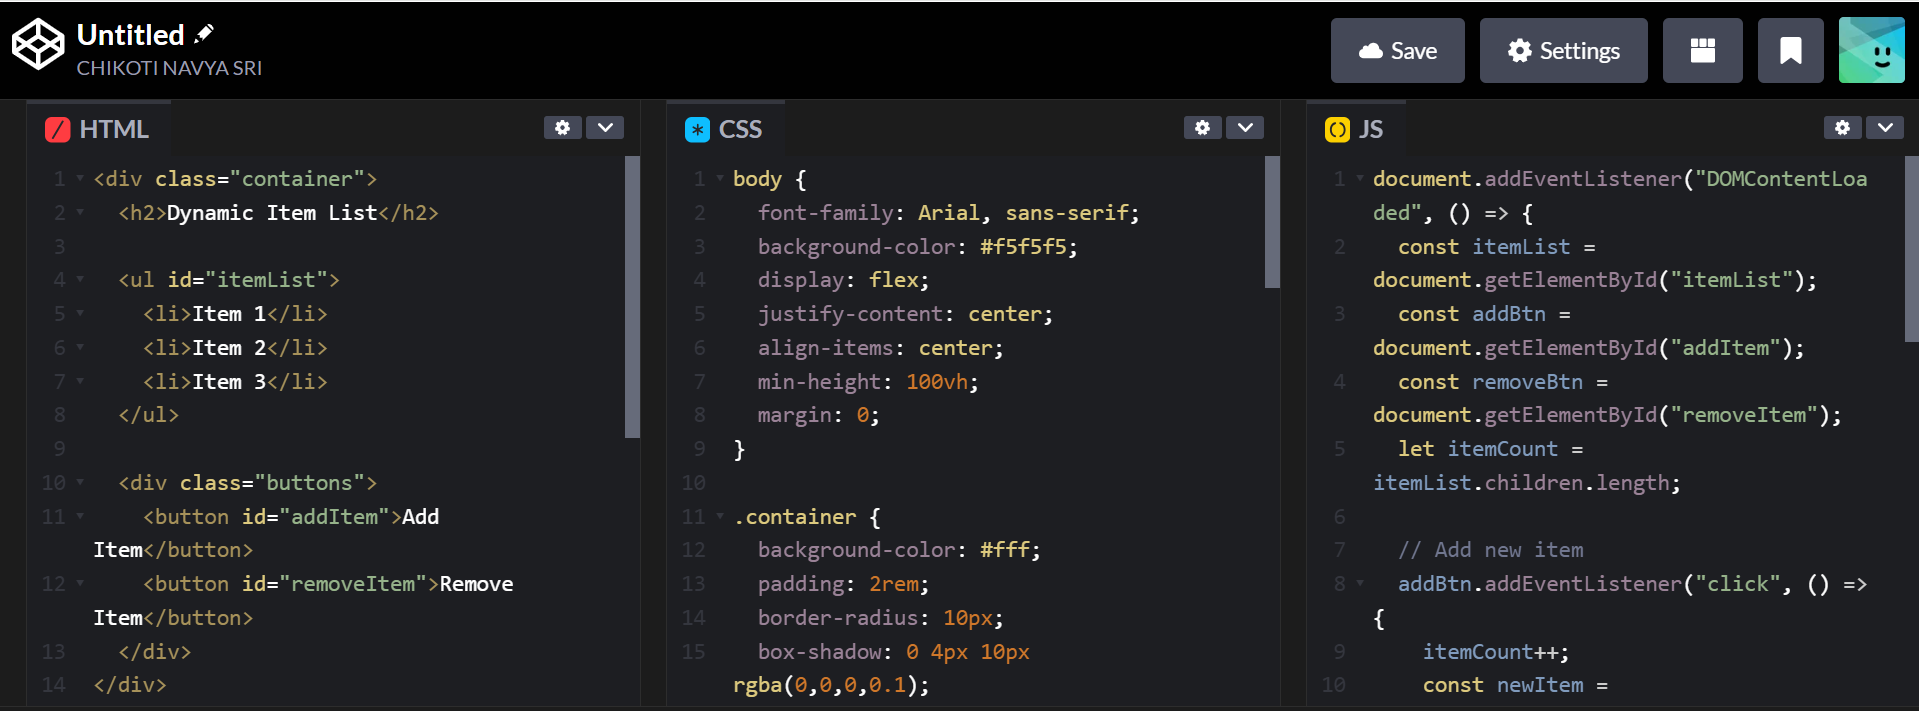 Untitled
CHIKOTI NAVYA SRI
Save
Settings
HTML
1 <div class="container">
2   <h2>Dynamic Item List</h2>
3
4   <ul id="itemList">
5     <li>Item 1</li>
6     <li>Item 2</li>
7     <li>Item 3</li>
8   </ul>
9
10   <div class="buttons">
11     <button id="addItem">Add
Item</button>
12     <button id="removeItem">Remove
Item</button>
13   </div>
14 </div>
CSS
1 body {
2   font-family: Arial, sans-serif;
3   background-color: #f5f5f5;
4   display: flex;
5   justify-content: center;
6   align-items: center;
7   min-height: 100vh;
8   margin: 0;
9 }
10
11 .container {
12   background-color: #fff;
13   padding: 2rem;
14   border-radius: 10px;
15   box-shadow: 0 4px 10px
rgba(0,0,0,0.1);
JS
1 document.addEventListener("DOMContentLoa
ded", () => {
2   const itemList =
document.getElementById("itemList");
3   const addBtn =
document.getElementById("addItem");
4   const removeBtn =
document.getElementById("removeItem");
5   let itemCount =
itemList.children.length;
6
7   // Add new item
8   addBtn.addEventListener("click", () =>
{
9     itemCount++;
10     const newItem =